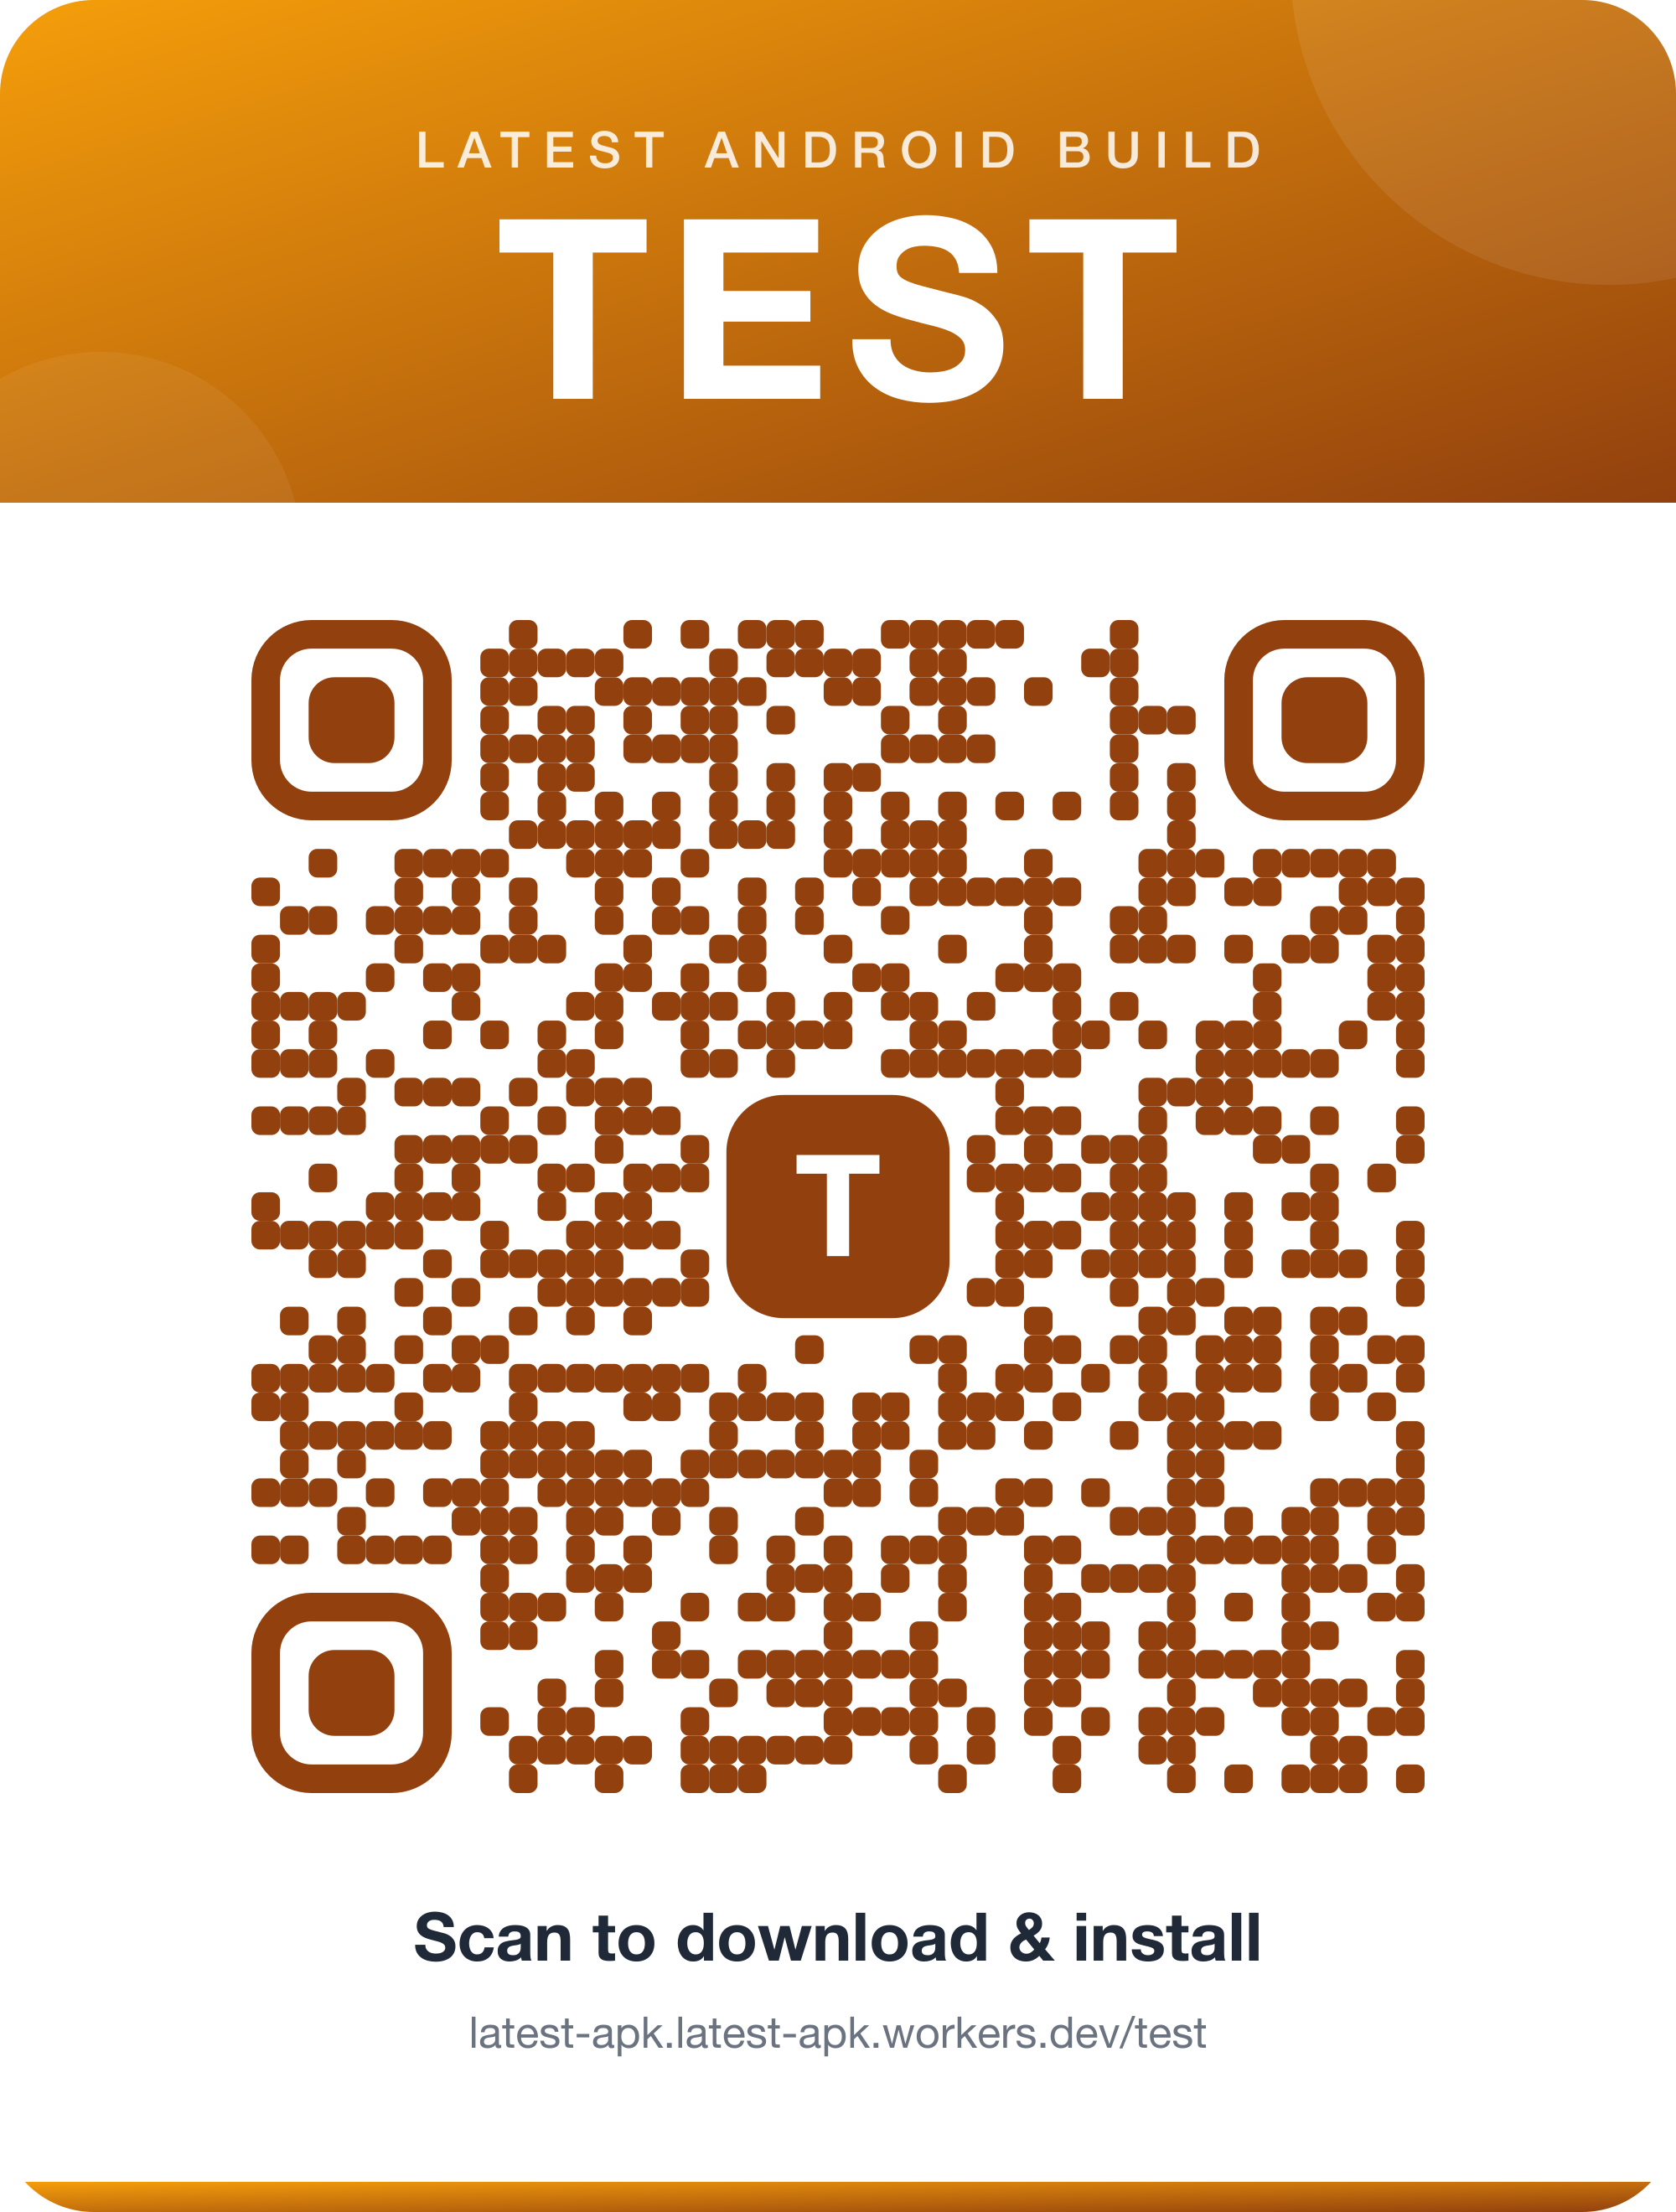 LATEST ANDROID BUILD
TEST
T
Scan to download & install
latest-apk.latest-apk.workers.dev/test